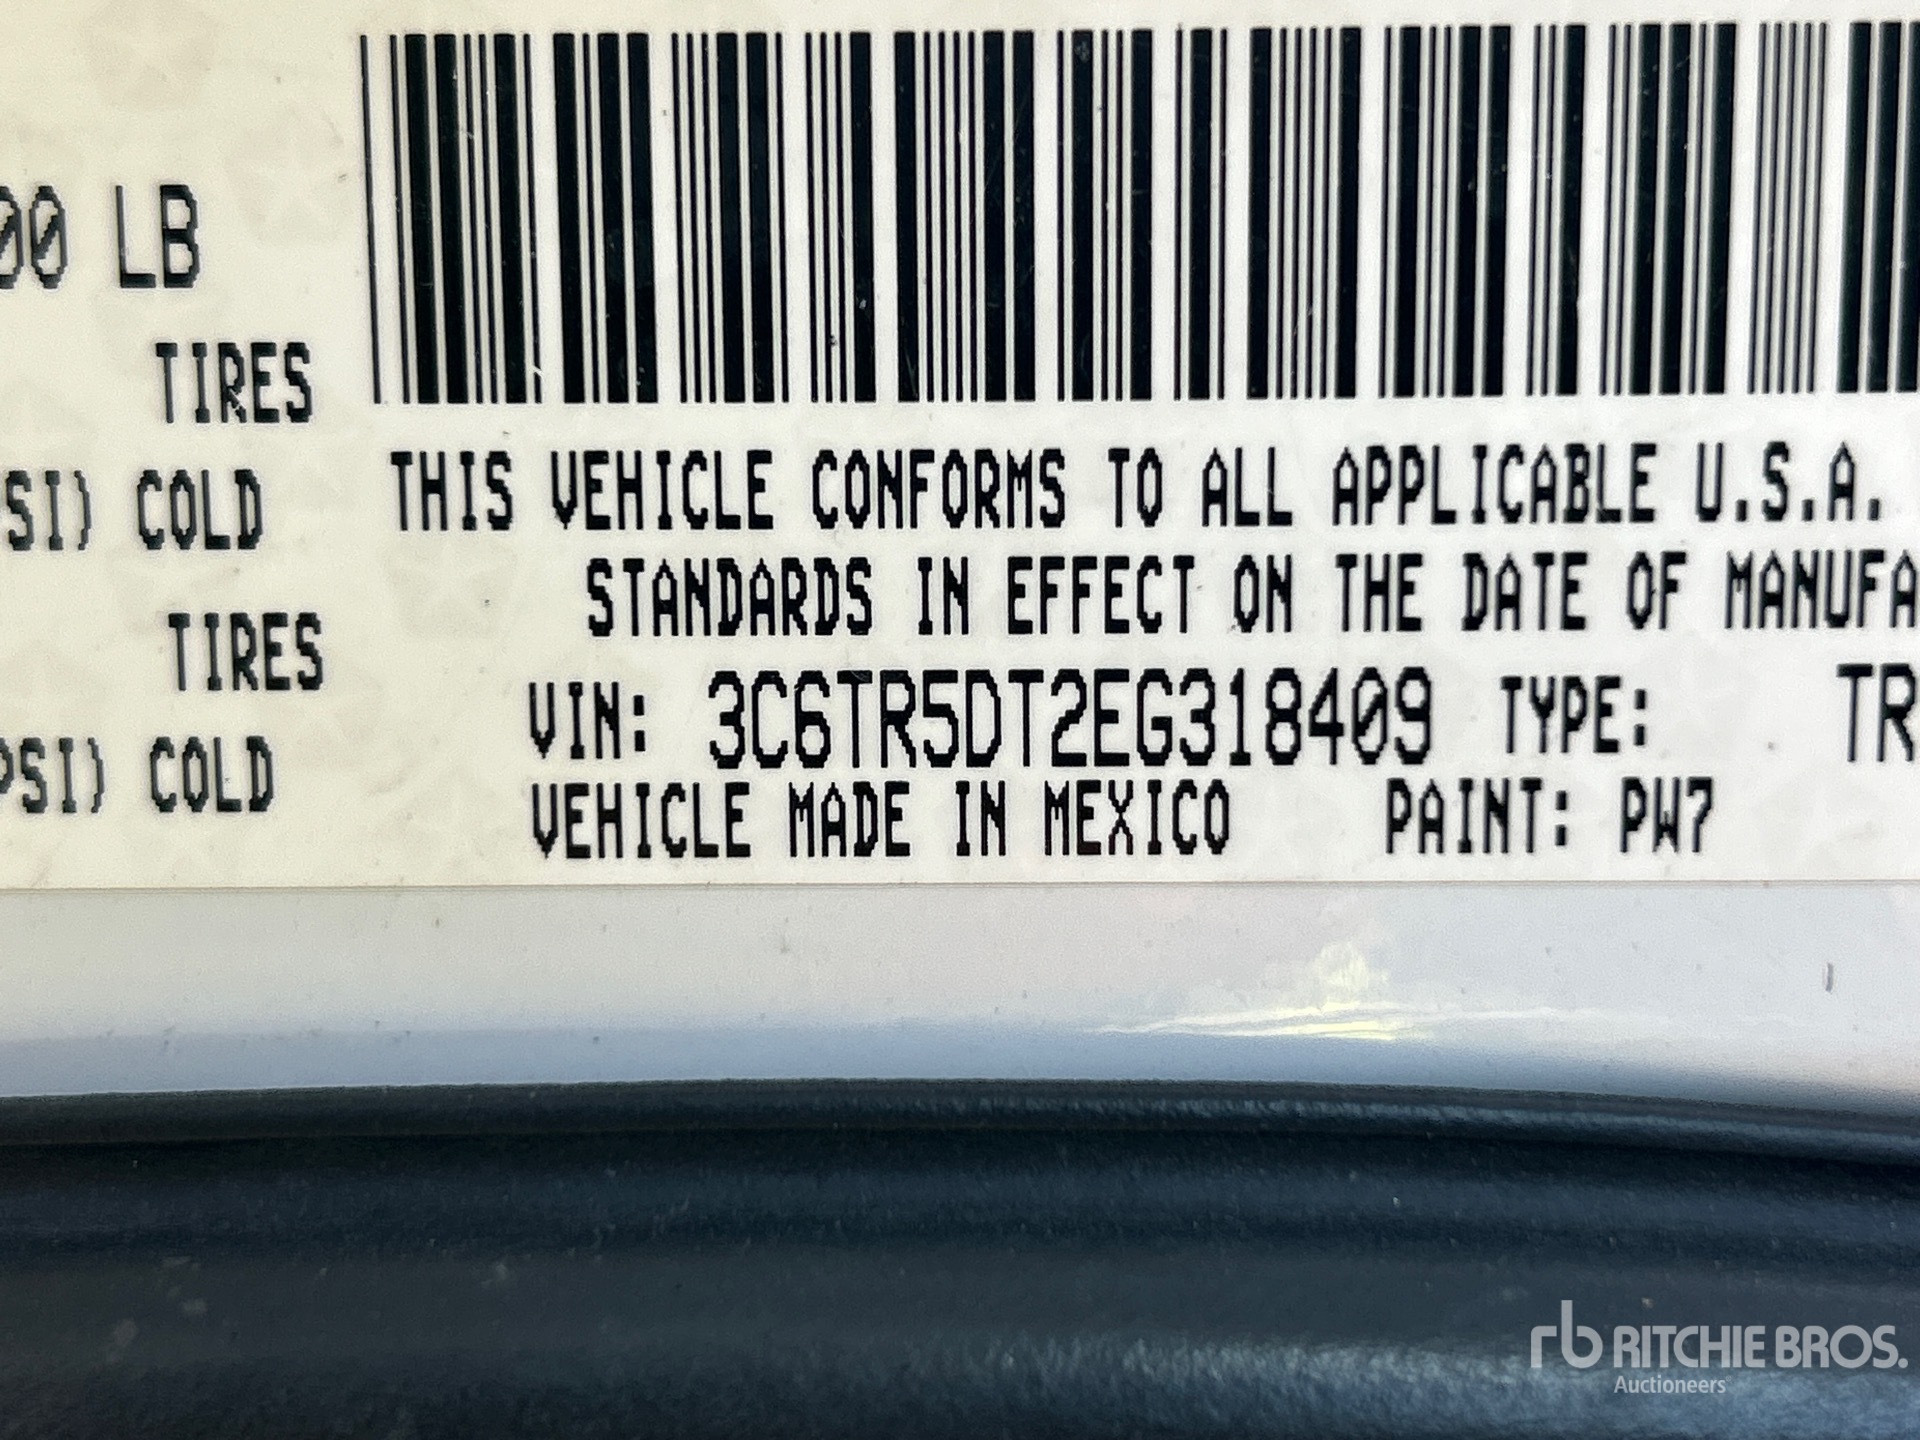 00 LB
TIRES
SI) COLD
TIRES
PSI) COLD
THIS VEHICLE CONFORMS TO ALL APPLICABLE U.S.A.
STANDARDS IN EFFECT ON THE DATE OF MANUFA
VIN: 3C6TR5DT2EG318409 TYPE: TR
VEHICLE MADE IN MEXICO PAINT: PW7
rb RITCHIE BROS.
Auctioneers